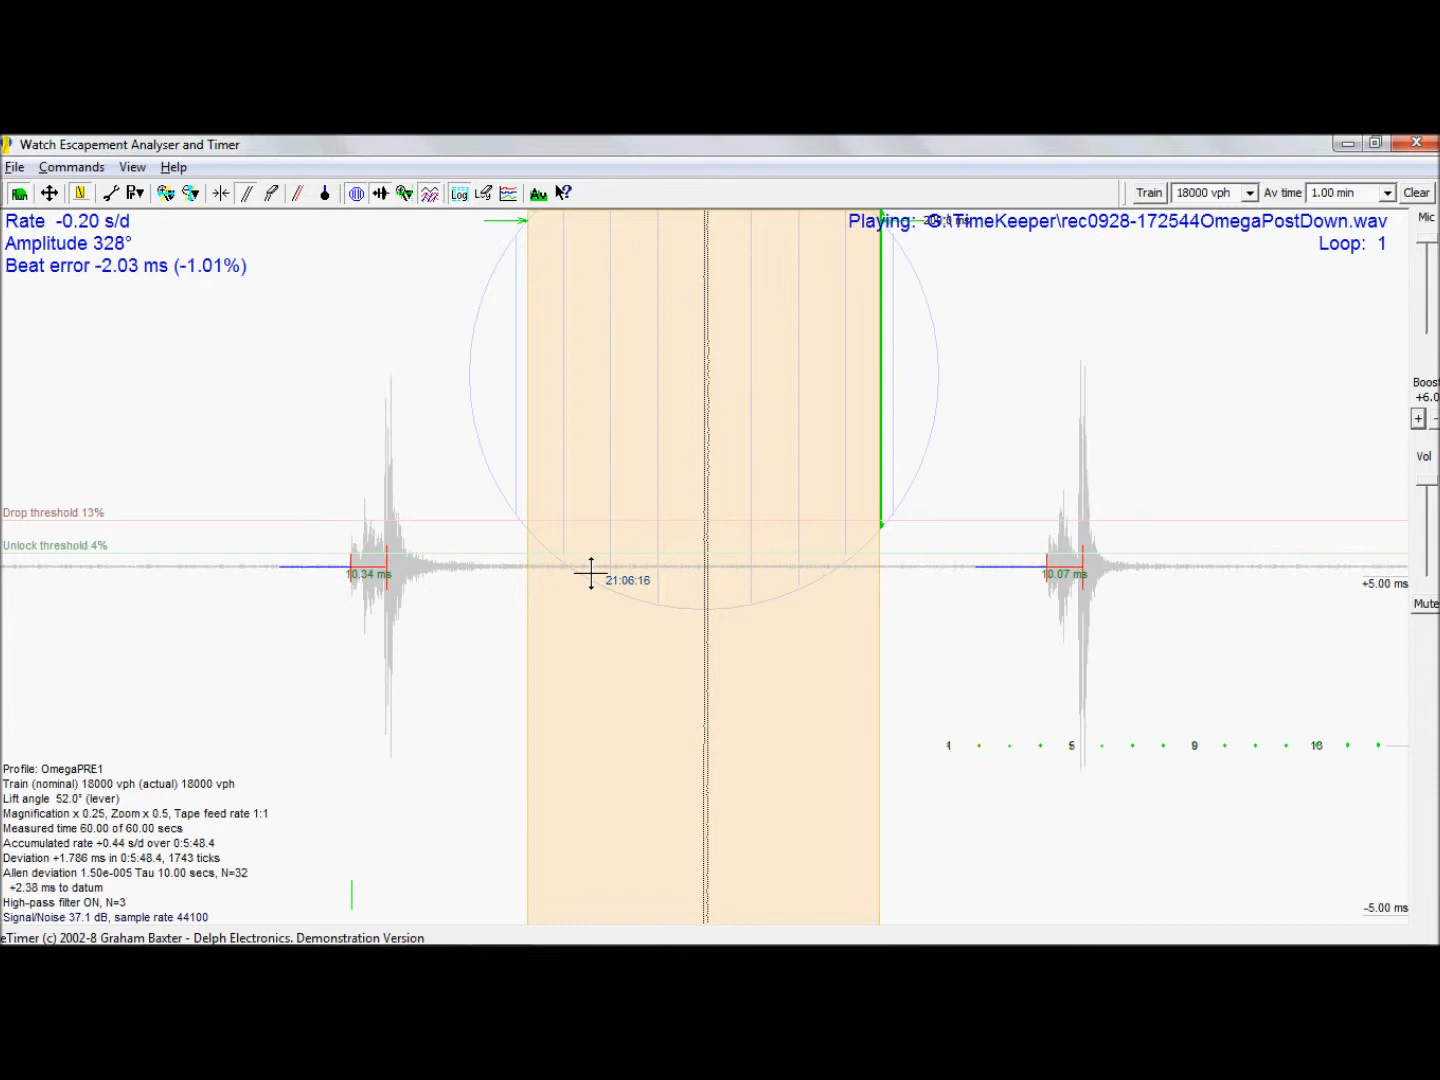 Watch Escapement Analyser and Timer
File Commands View Help
Log
Train 18000 vph Av time 1.00 min Clear
Rate -0.20 s/d
Amplitude 328°
Beat error -2.03 ms (-1.01%)
Playing: G:\TimeKeeper\rec0928-172544OmegaPostDown.wav
Loop: 1
Mic
Boost
+6.0
+ -
Vol
Mute
Drop threshold 13%
Unlock threshold 4%
10.34 ms
21:06:16
10.07 ms
+5.00 ms
1 5 9 13
Profile: OmegaPRE1
Train (nominal) 18000 vph (actual) 18000 vph
Lift angle 52.0° (lever)
Magnification x 0.25, Zoom x 0.5, Tape feed rate 1:1
Measured time 60.00 of 60.00 secs
Accumulated rate +0.44 s/d over 0:5:48.4
Deviation +1.786 ms in 0:5:48.4, 1743 ticks
Allen deviation 1.50e-005 Tau 10.00 secs, N=32
+2.38 ms to datum
High-pass filter ON, N=3
Signal/Noise 37.1 dB, sample rate 44100
-5.00 ms
eTimer (c) 2002-8 Graham Baxter - Delph Electronics. Demonstration Version